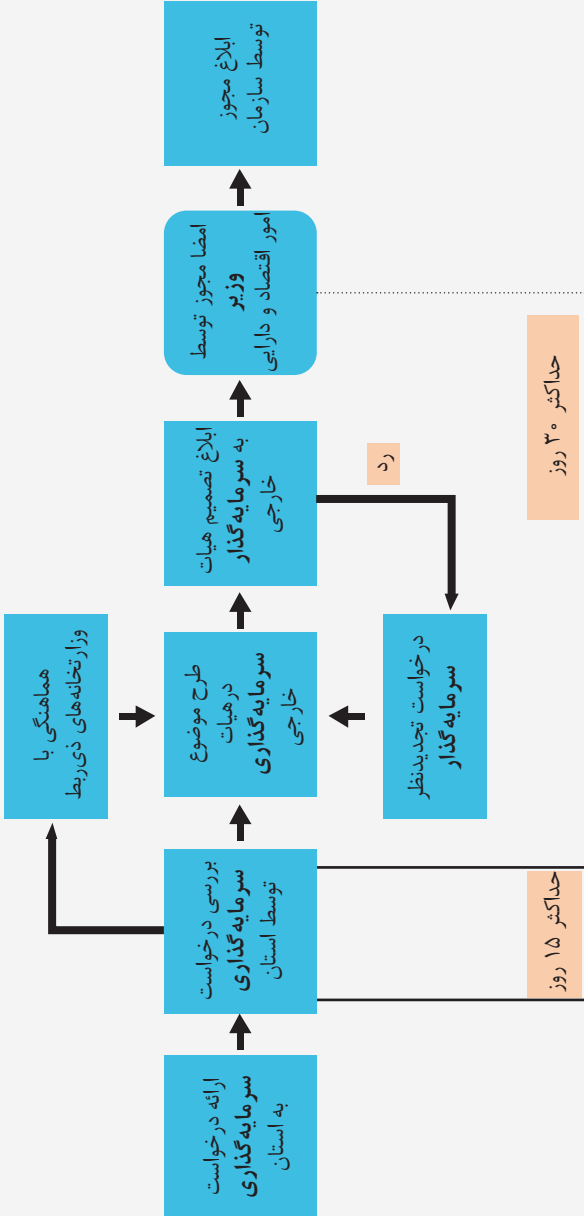 ارائه درخواست
سرمایه‌گذاری
به استان
بررسی درخواست
سرمایه‌گذاری
توسط استان
حداکثر ۱۵ روز
هماهنگی با
وزارتخانه‌های ذی‌ربط
طرح موضوع
درهیات
سرمایه‌گذاری
خارجی
درخواست تجدیدنظر
سرمایه‌گذار
ابلاغ تصمیم هیات
به سرمایه‌گذار
خارجی
رد
حداکثر ۳۰ روز
امضا مجوز توسط
وزیر
امور اقتصاد و دارایی
ابلاغ مجوز
توسط سازمان